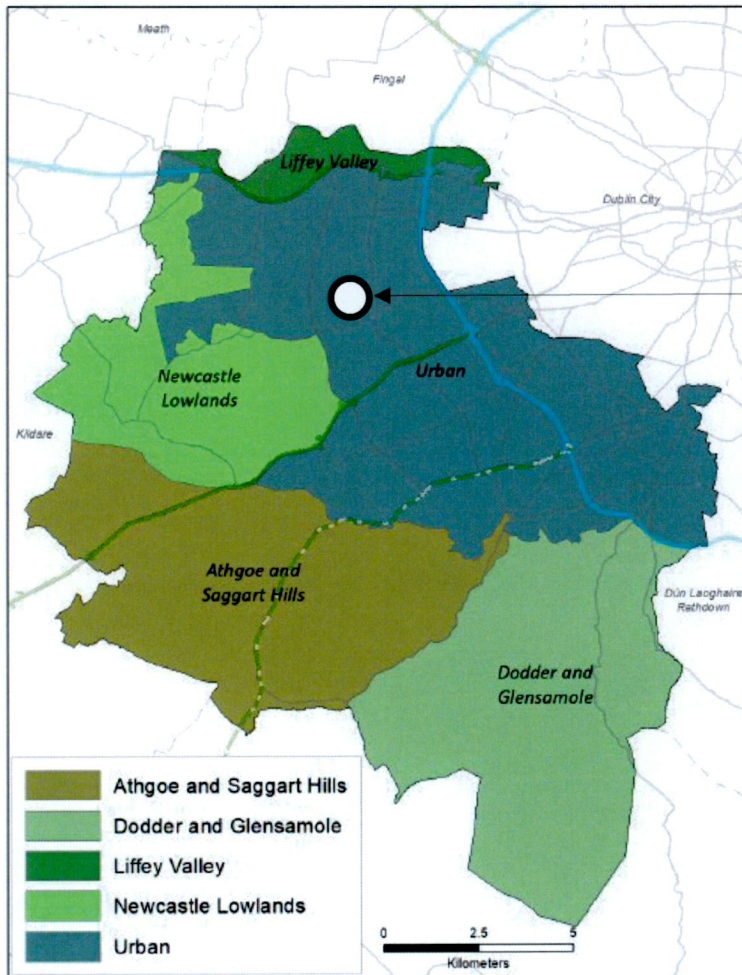 Meath
Fingal
Liffey Valley
Dublin City
Newcastle
Lowlands
Urban
Kildare
Athgoe and
Saggart Hills
Dún Laoghaire
Rathdown
Dodder and
Glensamole
Athgoe and Saggart Hills
Dodder and Glensamole
Liffey Valley
Newcastle Lowlands
Urban
0 2.5 5
Kilometers